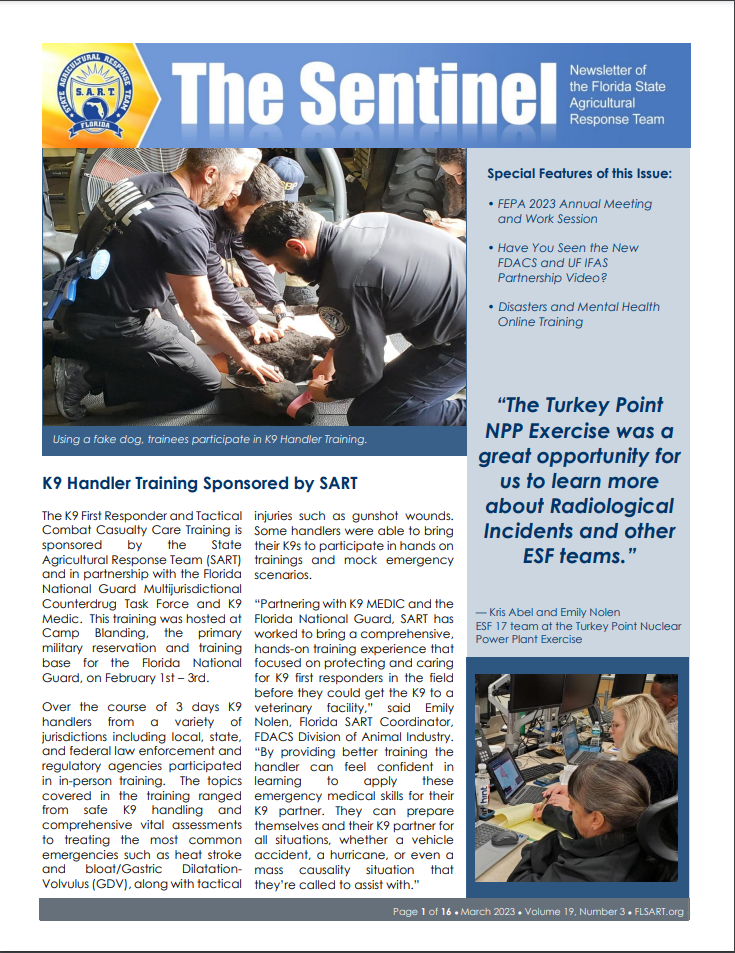 STATE AGRICULTURAL RESPONSE TEAM
S.A.R.T.
FLORIDA
The Sentinel
Newsletter of
the Florida State
Agricultural
Response Team
POLICE
Using a fake dog, trainees participate in K9 Handler Training.
K9 Handler Training Sponsored by SART
The K9 First Responder and Tactical
Combat Casualty Care Training is
sponsored by the State
Agricultural Response Team (SART)
and in partnership with the Florida
National Guard Multijurisdictional
Counterdrug Task Force and K9
Medic. This training was hosted at
Camp Blanding, the primary
military reservation and training
base for the Florida National
Guard, on February 1st – 3rd.
Over the course of 3 days K9
handlers from a variety of
jurisdictions including local, state,
and federal law enforcement and
regulatory agencies participated
in in-person training. The topics
covered in the training ranged
from safe K9 handling and
comprehensive vital assessments
to treating the most common
emergencies such as heat stroke
and bloat/Gastric Dilatation-
Volvulus (GDV), along with tactical
injuries such as gunshot wounds.
Some handlers were able to bring
their K9s to participate in hands on
trainings and mock emergency
scenarios.
“Partnering with K9 MEDIC and the
Florida National Guard, SART has
worked to bring a comprehensive,
hands-on training experience that
focused on protecting and caring
for K9 first responders in the field
before they could get the K9 to a
veterinary facility,” said Emily
Nolen, Florida SART Coordinator,
FDACS Division of Animal Industry.
“By providing better training the
handler can feel confident in
learning to apply these
emergency medical skills for their
K9 partner. They can prepare
themselves and their K9 partner for
all situations, whether a vehicle
accident, a hurricane, or even a
mass causality situation that
they’re called to assist with.”
Special Features of this Issue:
• FEPA 2023 Annual Meeting
and Work Session
• Have You Seen the New
FDACS and UF IFAS
Partnership Video?
• Disasters and Mental Health
Online Training
“The Turkey Point
NPP Exercise was a
great opportunity for
us to learn more
about Radiological
Incidents and other
ESF teams.”
— Kris Abel and Emily Nolen
ESF 17 team at the Turkey Point Nuclear
Power Plant Exercise
hint
Page 1 of 16 • March 2023 • Volume 19, Number 3 • FLSART.org